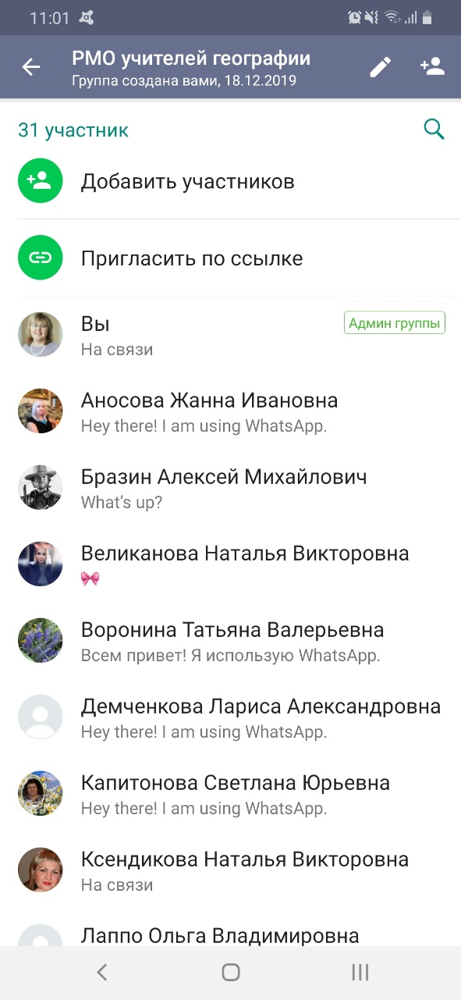 11:01
РМО учителей географии
Группа создана вами, 18.12.2019
31 участник
Добавить участников
Пригласить по ссылке
Вы
Админ группы
На связи
Аносова Жанна Ивановна
Hey there! I am using WhatsApp.
Бразин Алексей Михайлович
What's up?
Великанова Наталья Викторовна
🎀
Воронина Татьяна Валерьевна
Всем привет! Я использую WhatsApp.
Демченкова Лариса Александровна
Hey there! I am using WhatsApp.
Капитонова Светлана Юрьевна
Hey there! I am using WhatsApp.
Ксендикова Наталья Викторовна
На связи
Лаппо Ольга Владимировна